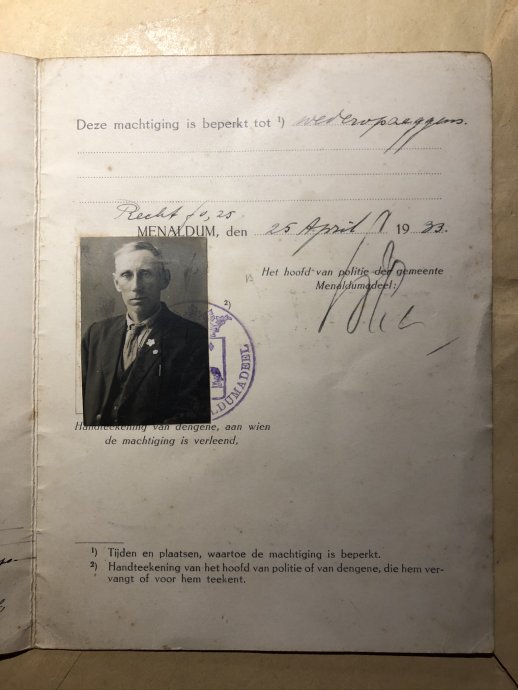 Deze machtiging is beperkt tot ¹)
Recht f 0,25
MENALDUM, den 25 April 1933.
Het hoofd van politie der gemeente
Menaldumadeel:
²)
LDUMADEEL
Handteekening van dengene, aan wien
de machtiging is verleend,
¹) Tijden en plaatsen, waartoe de machtiging is beperkt.
²) Handteekening van het hoofd van politie of van dengene, die hem ver-
vangt of voor hem teekent.